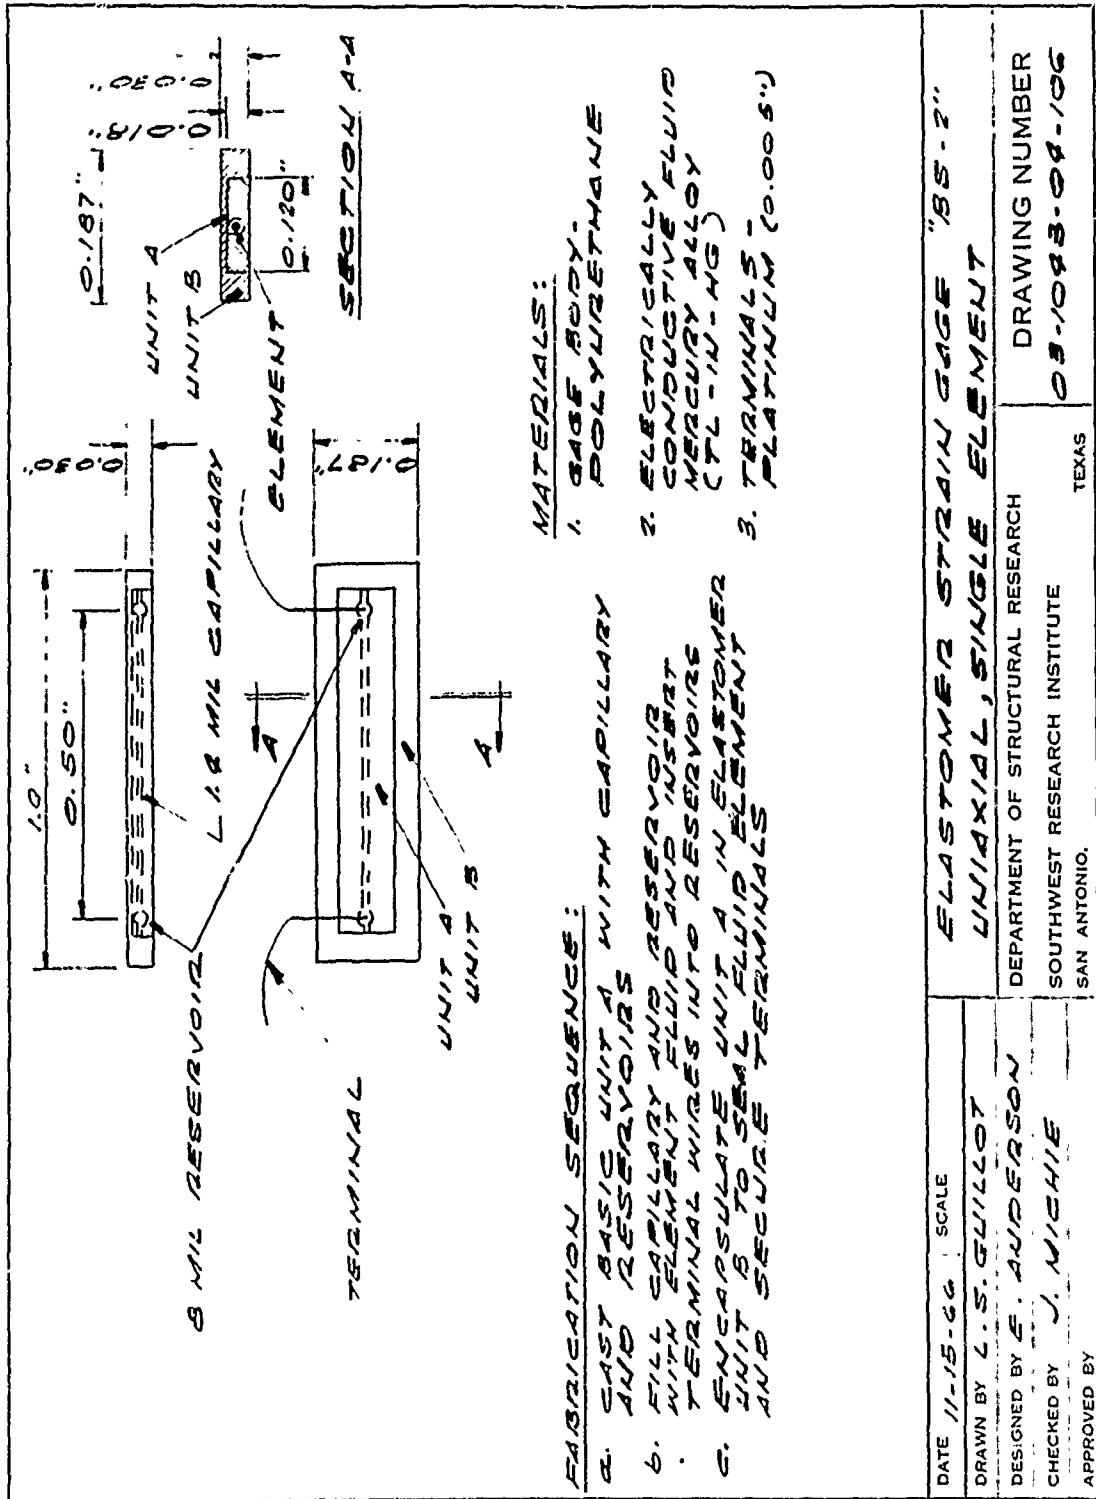 1.0"
0.50"
0.030"
8 MIL RESERVOIR
1.4 MIL CAPILLARY
0.187"
0.018"
0.030"
UNIT A
UNIT B
ELEMENT
0.120"
SECTION A-A
TERMINAL
A
A
0.187"
UNIT A
UNIT B
FABRICATION SEQUENCE:
a. CAST BASIC UNIT A WITH CAPILLARY
AND RESERVOIRS
b. FILL CAPILLARY AND RESERVOIR
WITH ELEMENT FLUID AND INSERT
TERMINAL WIRES INTO RESERVOIRS
c. ENCAPSULATE UNIT A IN ELASTOMER
UNIT B TO SEAL FLUID ELEMENT
AND SECURE TERMINALS
MATERIALS:
1. GAGE BODY-
POLYURETHANE
2. ELECTRICALLY
CONDUCTIVE FLUID
MERCURY ALLOY
(TL-IN-HG)
3. TERMINALS-
PLATINUM (0.005")
DATE 11-15-66 SCALE
DRAWN BY L.S. GUILLOT
DESIGNED BY E. ANDERSON
CHECKED BY J. MICHIE
APPROVED BY
ELASTOMER STRAIN GAGE "BS-2"
UNIAXIAL, SINGLE ELEMENT
DEPARTMENT OF STRUCTURAL RESEARCH
SOUTHWEST RESEARCH INSTITUTE
SAN ANTONIO, TEXAS
DRAWING NUMBER
03-1043-04-106